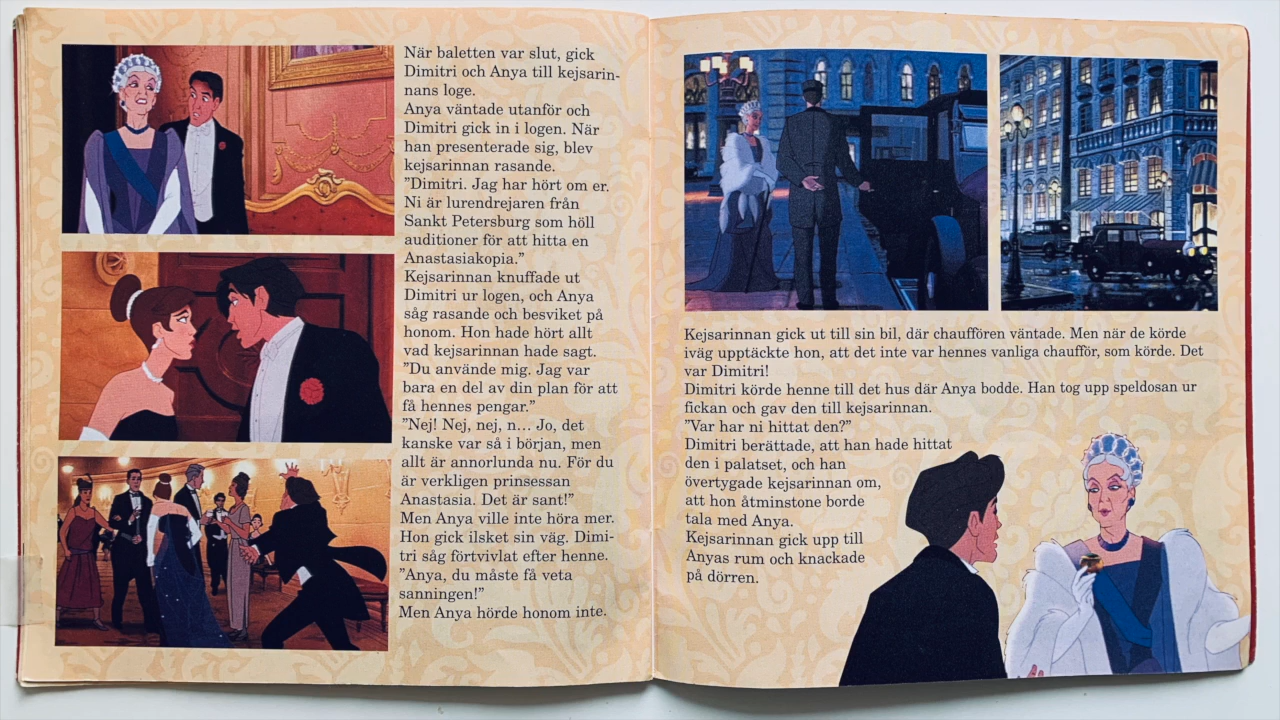 När baletten var slut, gick
Dimitri och Anya till kejsarin-
nans loge.
Anya väntade utanför och
Dimitri gick in i logen. När
han presenterade sig, blev
kejsarinnan rasande.
”Dimitri. Jag har hört om er.
Ni är lurendrejaren från
Sankt Petersburg som höll
auditioner för att hitta en
Anastasiakopia.”
Kejsarinnan knuffade ut
Dimitri ur logen, och Anya
såg rasande och besviket på
honom. Hon hade hört allt
vad kejsarinnan hade sagt.
”Du använde mig. Jag var
bara en del av din plan för att
få hennes pengar.”
”Nej! Nej, nej, n... Jo, det
kanske var så i början, men
allt är annorlunda nu. För du
är verkligen prinsessan
Anastasia. Det är sant!”
Men Anya ville inte höra mer.
Hon gick ilsket sin väg. Dimi-
tri såg förtvivlat efter henne.
”Anya, du måste få veta
sanningen!”
Men Anya hörde honom inte.
Kejsarinnan gick ut till sin bil, där chauffören väntade. Men när de körde
iväg upptäckte hon, att det inte var hennes vanliga chaufför, som körde. Det
var Dimitri!
Dimitri körde henne till det hus där Anya bodde. Han tog upp speldosan ur
fickan och gav den till kejsarinnan.
”Var har ni hittat den?”
Dimitri berättade, att han hade hittat
den i palatset, och han
övertygade kejsarinnan om,
att hon åtminstone borde
tala med Anya.
Kejsarinnan gick upp till
Anyas rum och knackade
på dörren.